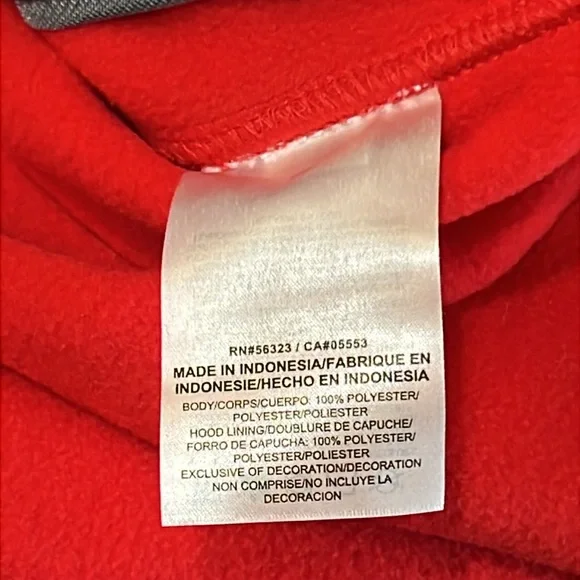 RN#56323 / CA#05553
MADE IN INDONESIA/FABRIQUE EN
INDONESIE/HECHO EN INDONESIA
BODY/CORPS/CUERPO: 100% POLYESTER/
POLYESTER/POLIESTER
HOOD LINING/DOUBLURE DE CAPUCHE/
FORRO DE CAPUCHA: 100% POLYESTER/
POLYESTER/POLIESTER
EXCLUSIVE OF DECORATION/DECORATION
NON COMPRISE/NO INCLUYE LA
DECORACION